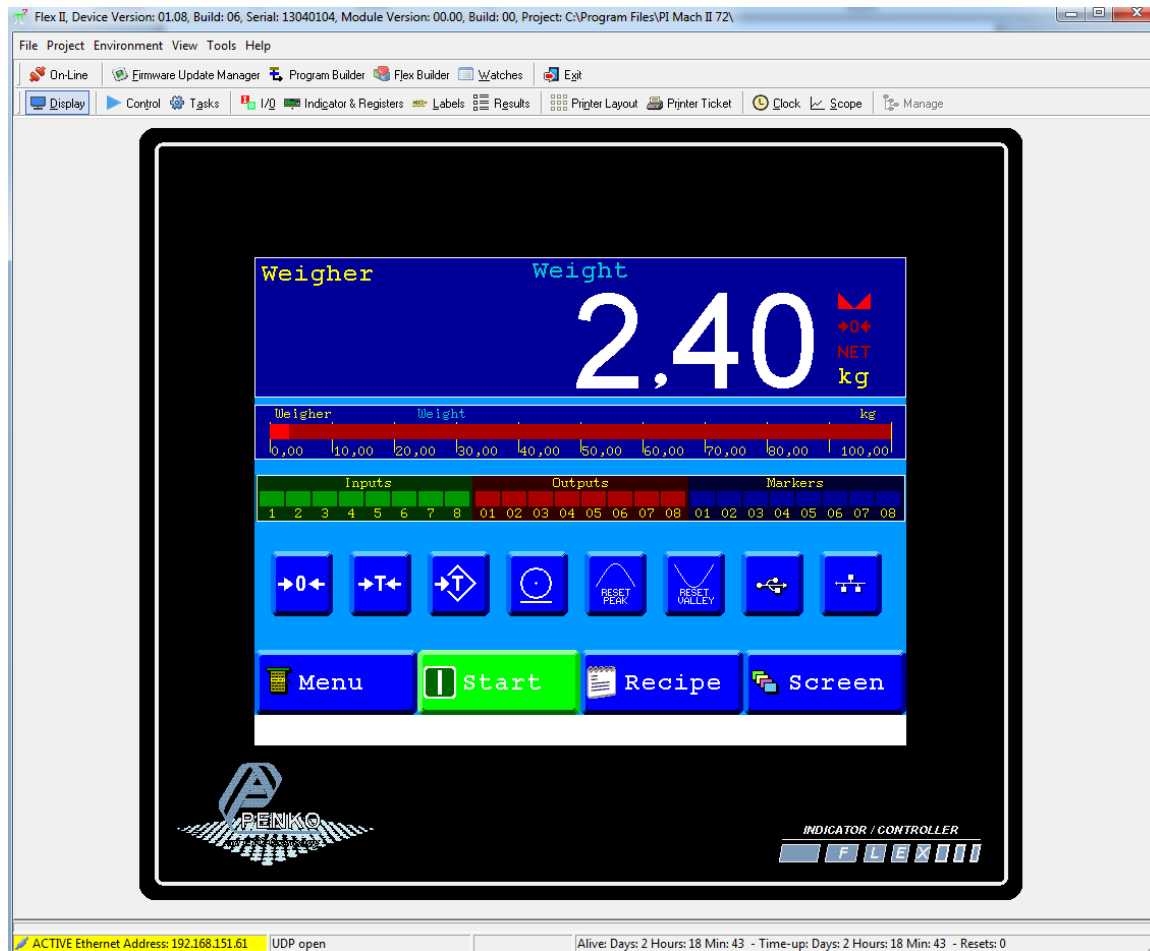 Flex II, Device Version: 01.08, Build: 06, Serial: 13040104, Module Version: 00.00, Build: 00, Project: C:\Program Files\PI Mach II 72\
File Project Environment View Tools Help
On-Line Firmware Update Manager Program Builder Flex Builder Watches Exit
Display Control Tasks I/O Indicator & Registers Labels Results Printer Layout Printer Ticket Clock Scope Manage
Weigher Weight
2,40
→0←
NET
kg
Weigher Weight kg
0,00 10,00 20,00 30,00 40,00 50,00 60,00 70,00 80,00 100,00
Inputs Outputs Markers
1 2 3 4 5 6 7 8 01 02 03 04 05 06 07 08 01 02 03 04 05 06 07 08
→0← →T← →T RESET PEAK RESET VALLEY
Menu Start Recipe Screen
PENKO
INDICATOR / CONTROLLER
FLEX
ACTIVE Ethernet Address: 192.168.151.61 UDP open Alive: Days: 2 Hours: 18 Min: 43 - Time-up: Days: 2 Hours: 18 Min: 43 - Resets: 0